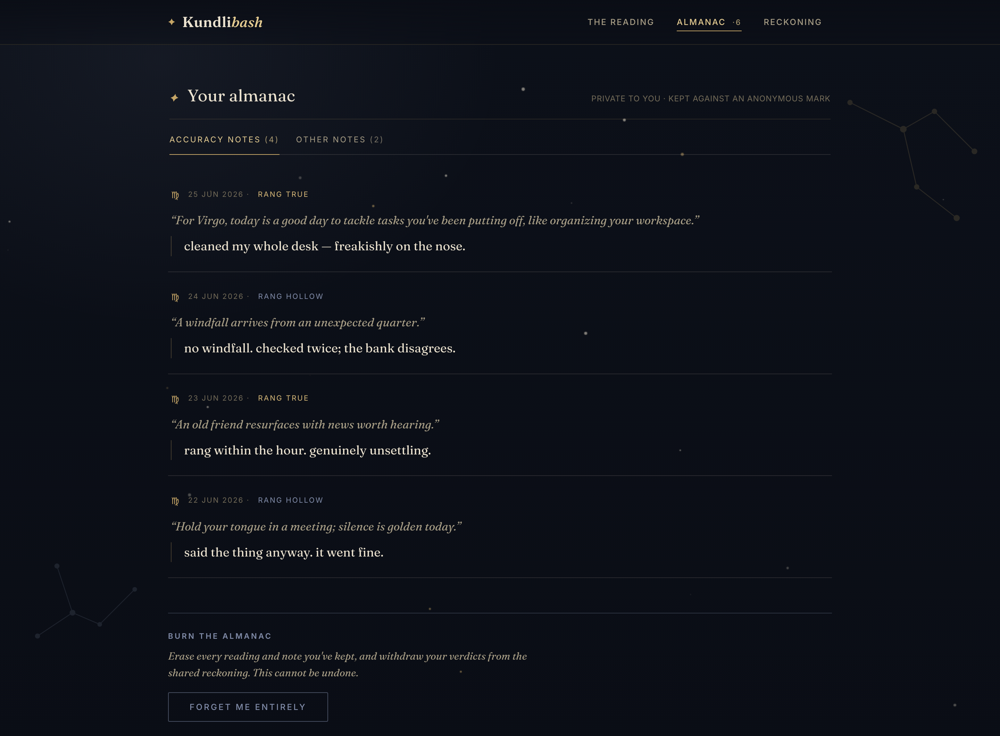 Kundlibash
THE READING
ALMANAC ·6
RECKONING
Your almanac
PRIVATE TO YOU · KEPT AGAINST AN ANONYMOUS MARK
ACCURACY NOTES (4)
OTHER NOTES (2)
♍ 25 JUN 2026 · RANG TRUE
“For Virgo, today is a good day to tackle tasks you've been putting off, like organizing your workspace.”
cleaned my whole desk — freakishly on the nose.
♍ 24 JUN 2026 · RANG HOLLOW
“A windfall arrives from an unexpected quarter.”
no windfall. checked twice; the bank disagrees.
♍ 23 JUN 2026 · RANG TRUE
“An old friend resurfaces with news worth hearing.”
rang within the hour. genuinely unsettling.
♍ 22 JUN 2026 · RANG HOLLOW
“Hold your tongue in a meeting; silence is golden today.”
said the thing anyway. it went fine.
BURN THE ALMANAC
Erase every reading and note you've kept, and withdraw your verdicts from the
shared reckoning. This cannot be undone.
FORGET ME ENTIRELY